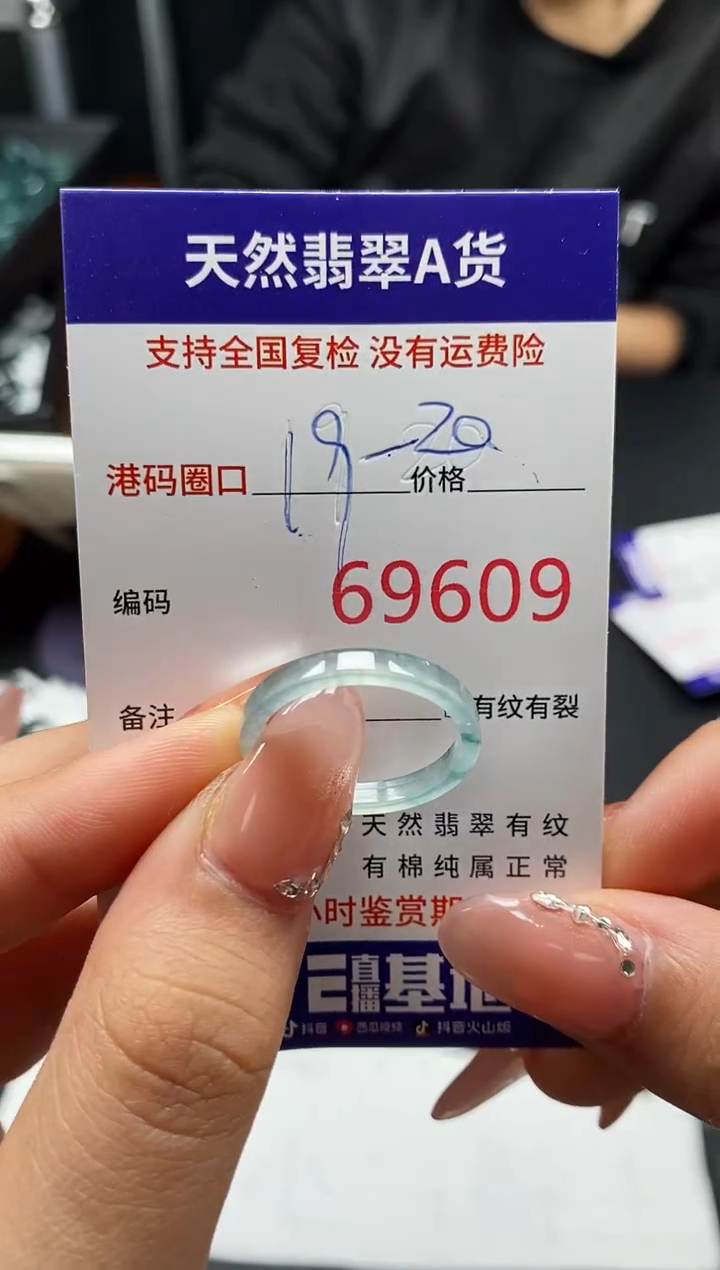 天然翡翠A货
支持全国复检 没有运费险
港码圈口 19-20 价格
编码 69609
备注 有纹有裂
天然翡翠有纹
有棉纯属正常
小时鉴赏期
直播基地
抖音 西瓜视频 抖音火山版